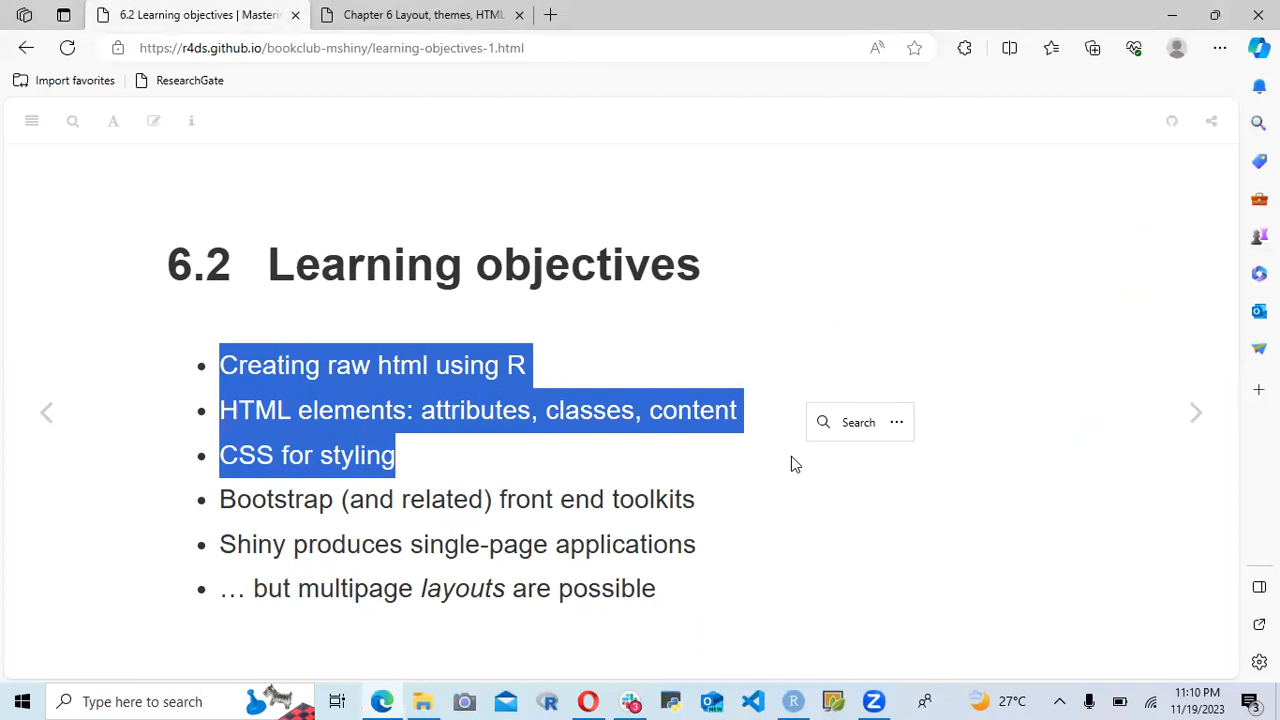 6.2 Learning objectives | Masteri
Chapter 6 Layout, themes, HTML
https://r4ds.github.io/bookclub-mshiny/learning-objectives-1.html
Import favorites
ResearchGate
6.2 Learning objectives
• Creating raw html using R
• HTML elements: attributes, classes, content
• CSS for styling
Search
• Bootstrap (and related) front end toolkits
• Shiny produces single-page applications
• … but multipage layouts are possible
Type here to search
3
27°C
11:10 PM
11/19/2023
3